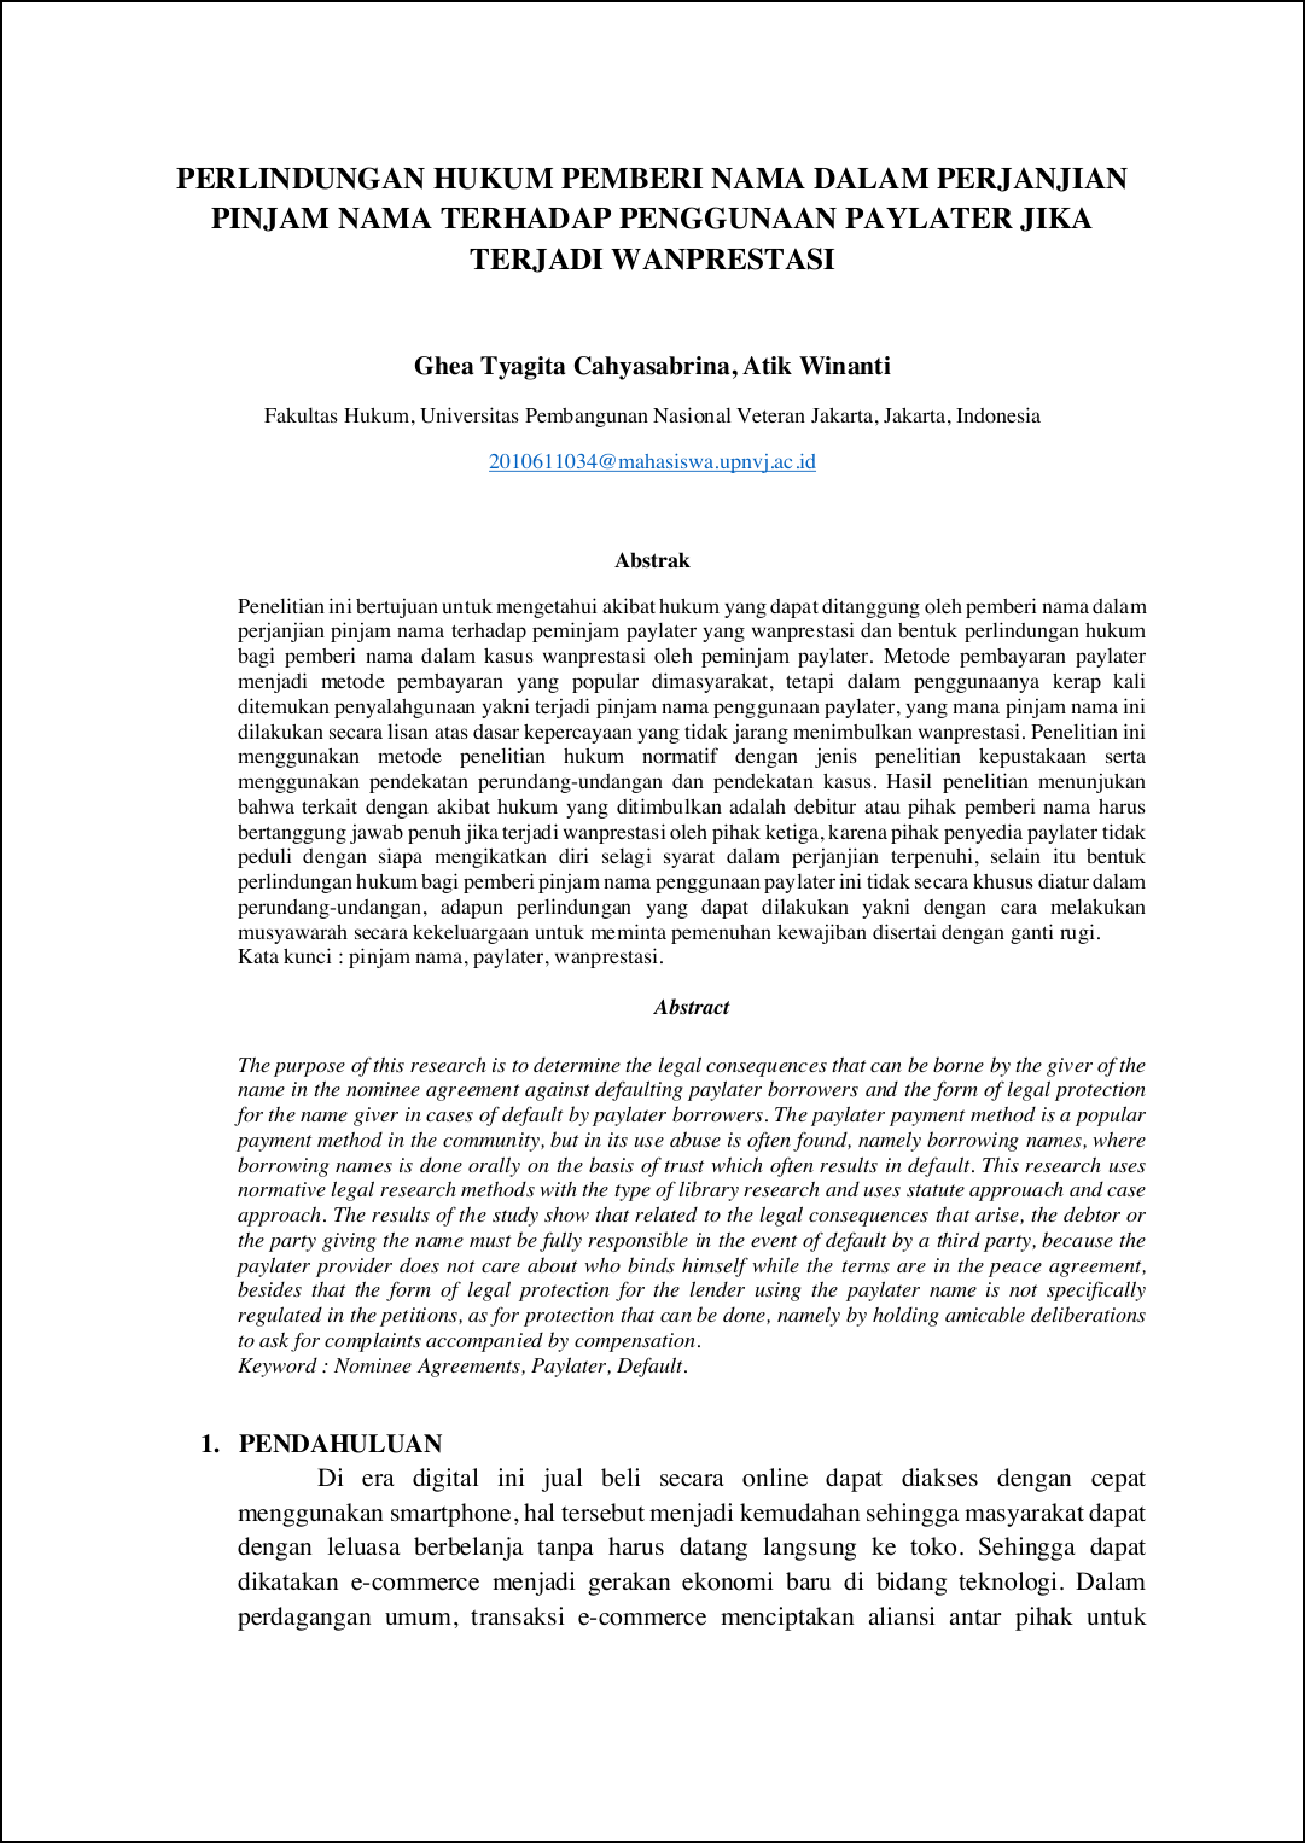 PERLINDUNGAN HUKUM PEMBERI NAMA DALAM PERJANJIAN
PINJAM NAMA TERHADAP PENGGUNAAN PAYLATER JIKA
TERJADI WANPRESTASI
Ghea Tyagita Cahyasabrina, Atik Winanti
Fakultas Hukum, Universitas Pembangunan Nasional Veteran Jakarta, Jakarta, Indonesia
2010611034@mahasiswa.upnvj.ac.id
Abstrak
Penelitian ini bertujuan untuk mengetahui akibat hukum yang dapat ditanggung oleh pemberi nama dalam
perjanjian pinjam nama terhadap peminjam paylater yang wanprestasi dan bentuk perlindungan hukum
bagi pemberi nama dalam kasus wanprestasi oleh peminjam paylater. Metode pembayaran paylater
menjadi metode pembayaran yang popular dimasyarakat, tetapi dalam penggunaanya kerap kali
ditemukan penyalahgunaan yakni terjadi pinjam nama penggunaan paylater, yang mana pinjam nama ini
dilakukan secara lisan atas dasar kepercayaan yang tidak jarang menimbulkan wanprestasi. Penelitian ini
menggunakan metode penelitian hukum normatif dengan jenis penelitian kepustakaan serta
menggunakan pendekatan perundang-undangan dan pendekatan kasus. Hasil penelitian menunjukan
bahwa terkait dengan akibat hukum yang ditimbulkan adalah debitur atau pihak pemberi nama harus
bertanggung jawab penuh jika terjadi wanprestasi oleh pihak ketiga, karena pihak penyedia paylater tidak
peduli dengan siapa mengikatkan diri selagi syarat dalam perjanjian terpenuhi, selain itu bentuk
perlindungan hukum bagi pemberi pinjam nama penggunaan paylater ini tidak secara khusus diatur dalam
perundang-undangan, adapun perlindungan yang dapat dilakukan yakni dengan cara melakukan
musyawarah secara kekeluargaan untuk meminta pemenuhan kewajiban disertai dengan ganti rugi.
Kata kunci : pinjam nama, paylater, wanprestasi.
Abstract
The purpose of this research is to determine the legal consequences that can be borne by the giver of the
name in the nominee agreement against defaulting paylater borrowers and the form of legal protection
for the name giver in cases of default by paylater borrowers. The paylater payment method is a popular
payment method in the community, but in its use abuse is often found, namely borrowing names, where
borrowing names is done orally on the basis of trust which often results in default. This research uses
normative legal research methods with the type of library research and uses statute approuach and case
approach. The results of the study show that related to the legal consequences that arise, the debtor or
the party giving the name must be fully responsible in the event of default by a third party, because the
paylater provider does not care about who binds himself while the terms are in the peace agreement,
besides that the form of legal protection for the lender using the paylater name is not specifically
regulated in the petitions, as for protection that can be done, namely by holding amicable deliberations
to ask for complaints accompanied by compensation.
Keyword : Nominee Agreements, Paylater, Default.
1. PENDAHULUAN
Di era digital ini jual beli secara online dapat diakses dengan cepat
menggunakan smartphone, hal tersebut menjadi kemudahan sehingga masyarakat dapat
dengan leluasa berbelanja tanpa harus datang langsung ke toko. Sehingga dapat
dikatakan e-commerce menjadi gerakan ekonomi baru di bidang teknologi. Dalam
perdagangan umum, transaksi e-commerce menciptakan aliansi antar pihak untuk